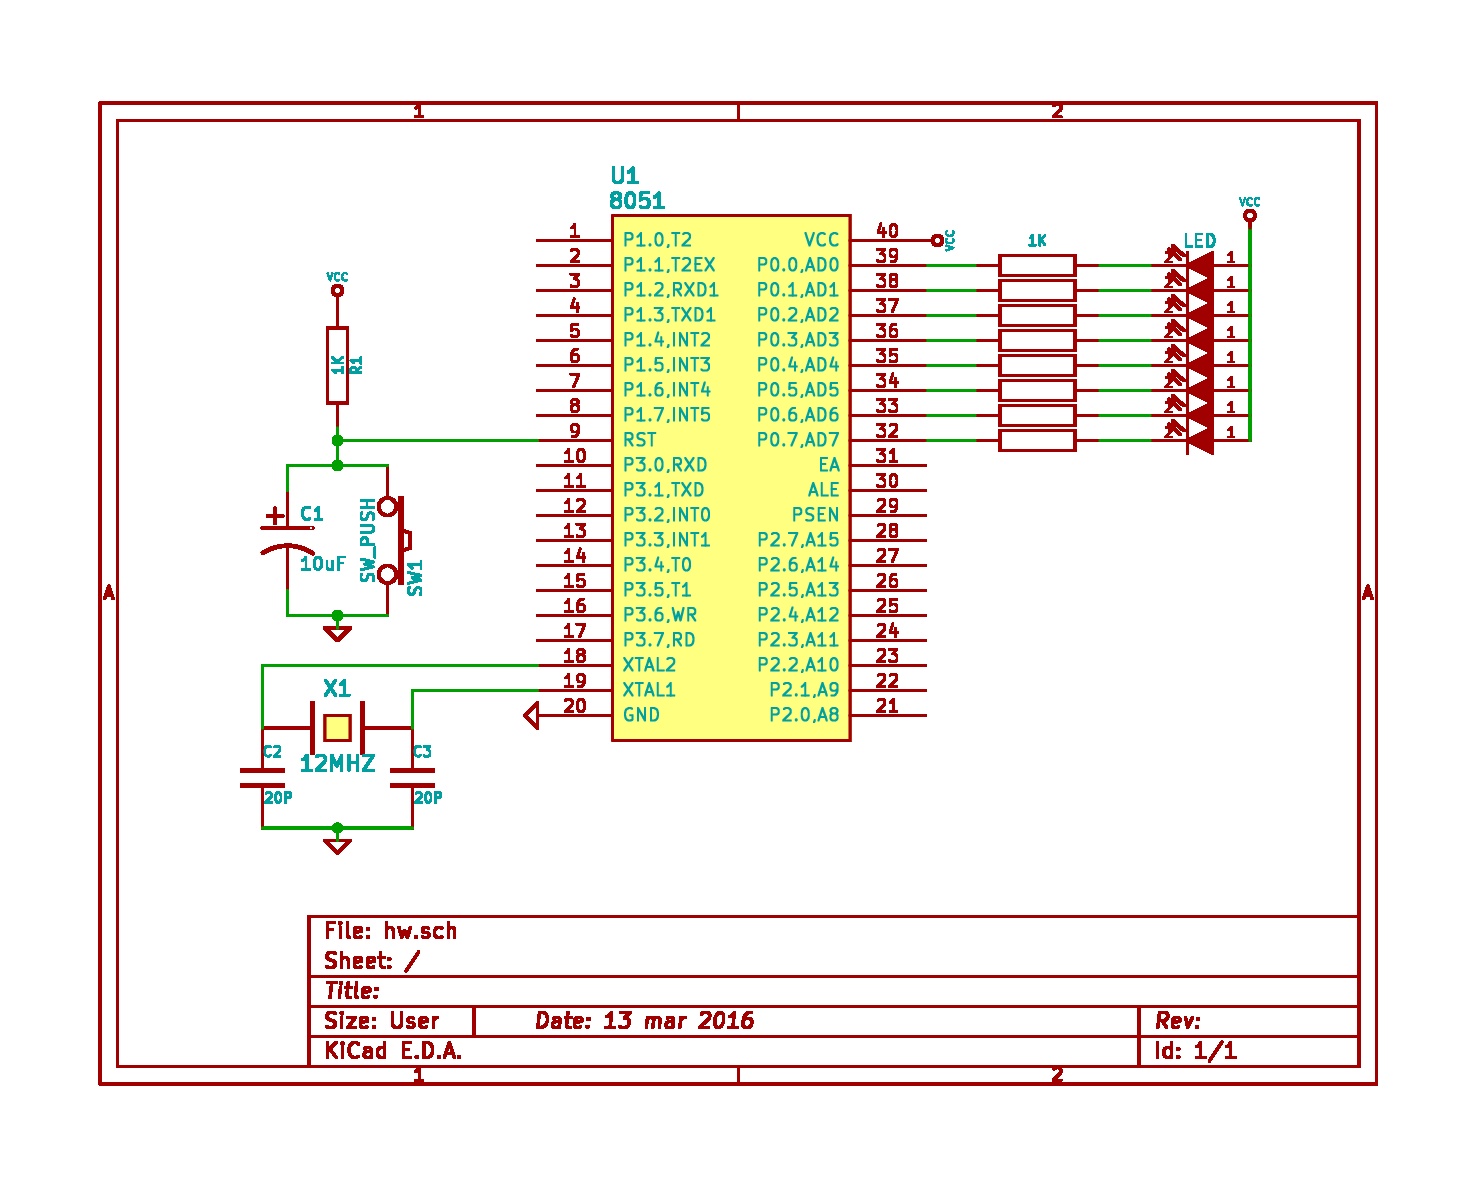 1 2
U1
8051
VCC
1 P1.0,T2 VCC 40 VCC
1K
LED
2 P1.1,T2EX P0.0,AD0 39 2 1
3 P1.2,RXD1 P0.1,AD1 38 2 1
4 P1.3,TXD1 P0.2,AD2 37 2 1
5 P1.4,INT2 P0.3,AD3 36 2 1
6 P1.5,INT3 P0.4,AD4 35 2 1
7 P1.6,INT4 P0.5,AD5 34 2 1
8 P1.7,INT5 P0.6,AD6 33 2 1
9 RST P0.7,AD7 32 2 1
10 P3.0,RXD EA 31
11 P3.1,TXD ALE 30
12 P3.2,INT0 PSEN 29
13 P3.3,INT1 P2.7,A15 28
14 P3.4,T0 P2.6,A14 27
15 P3.5,T1 P2.5,A13 26
16 P3.6,WR P2.4,A12 25
17 P3.7,RD P2.3,A11 24
18 XTAL2 P2.2,A10 23
19 XTAL1 P2.1,A9 22
20 GND P2.0,A8 21
VCC
1K
R1
C1
10uF
SW_PUSH
SW1
A A
X1
12MHZ
C2
20P
C3
20P
File: hw.sch
Sheet: /
Title:
Size: User Date: 13 mar 2016 Rev:
KiCad E.D.A. Id: 1/1
1 2